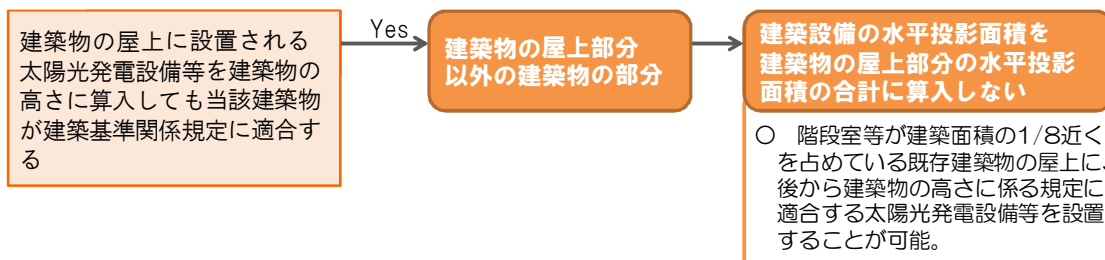 建築物の屋上に設置される
太陽光発電設備等を建築物の
高さに算入しても当該建築物
が建築基準関係規定に適合す
る
Yes
建築物の屋上部分
以外の建築物の部分
建築設備の水平投影面積を
建築物の屋上部分の水平投影
面積の合計に算入しない
○　階段室等が建築面積の1/8近く
を占めている既存建築物の屋上に、
後から建築物の高さに係る規定に
適合する太陽光発電設備等を設置
することが可能。